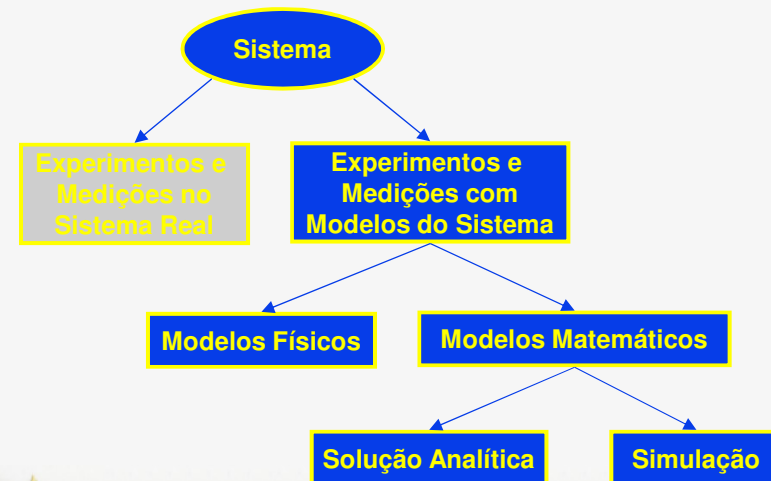 Sistema
Experimentos e
Medições no
Sistema Real
Experimentos e
Medições com
Modelos do Sistema
Modelos Físicos
Modelos Matemáticos
Solução Analítica
Simulação